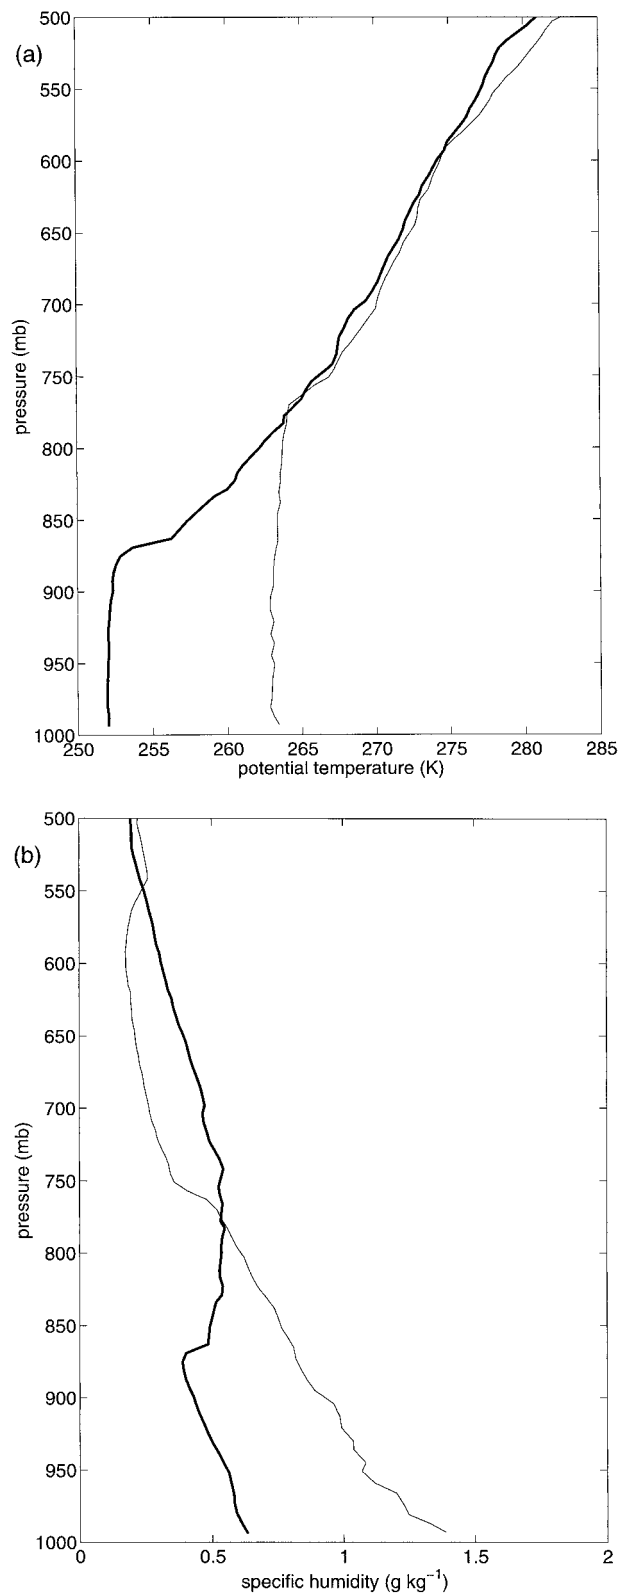 (a)
500
550
600
650
700
750
800
850
900
950
1000
pressure (mb)
250 255 260 265 270 275 280 285
potential temperature (K)
(b)
500
550
600
650
700
750
800
850
900
950
1000
pressure (mb)
0 0.5 1 1.5 2
specific humidity (g kg⁻¹)